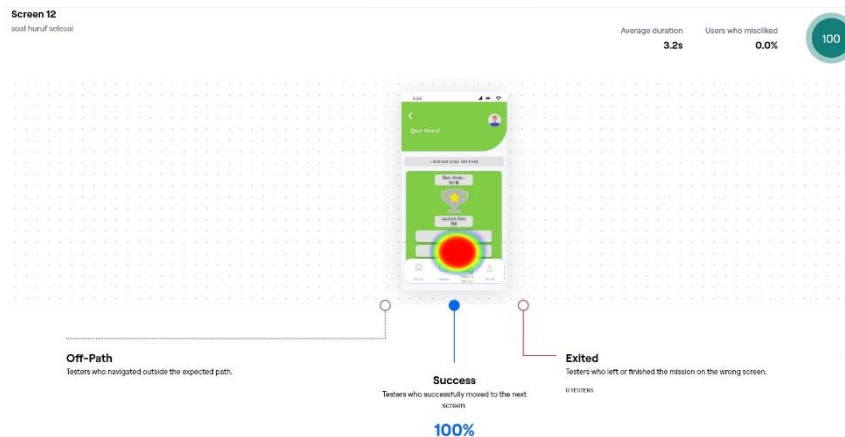 Screen 12
soal huruf selesai
Average duration
Users who misliked
3.2s
0.0%
100
Quiz Huruf
Off-Path
Testers who navigated outside the expected path.
Success
Testers who successfully moved to the next
screen.
100%
Exited
Testers who left or finished the mission on the wrong screen.
0 TESTERS